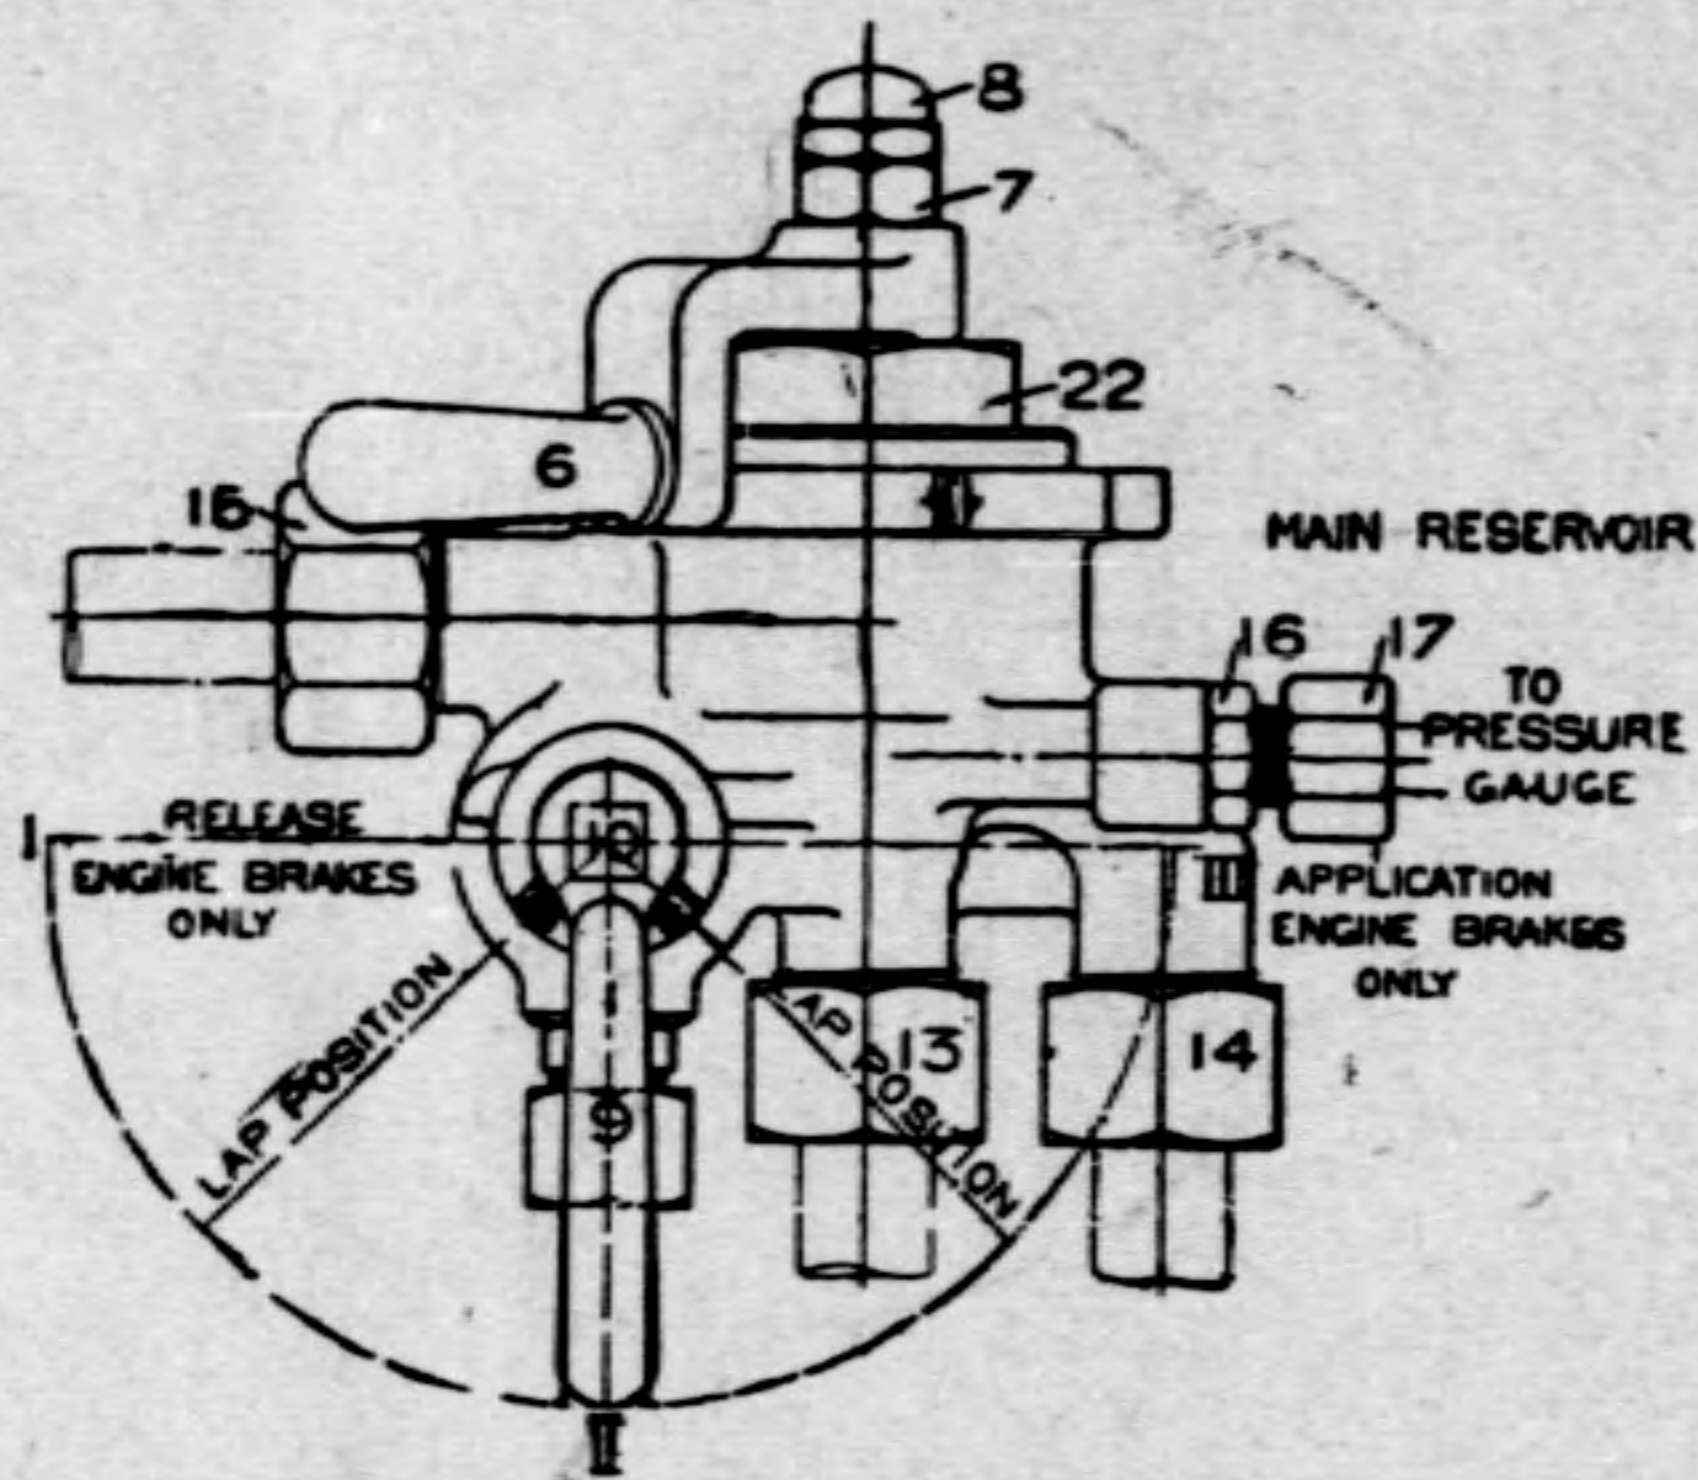 8
7
22
6
15
MAIN RESERVOIR
16
17
TO
PRESSURE
GAUGE
I
RELEASE
ENGINE BRAKES
ONLY
10
III
APPLICATION
ENGINE BRAKES
ONLY
LAP POSITION
LAP POSITION
13
14
9
II